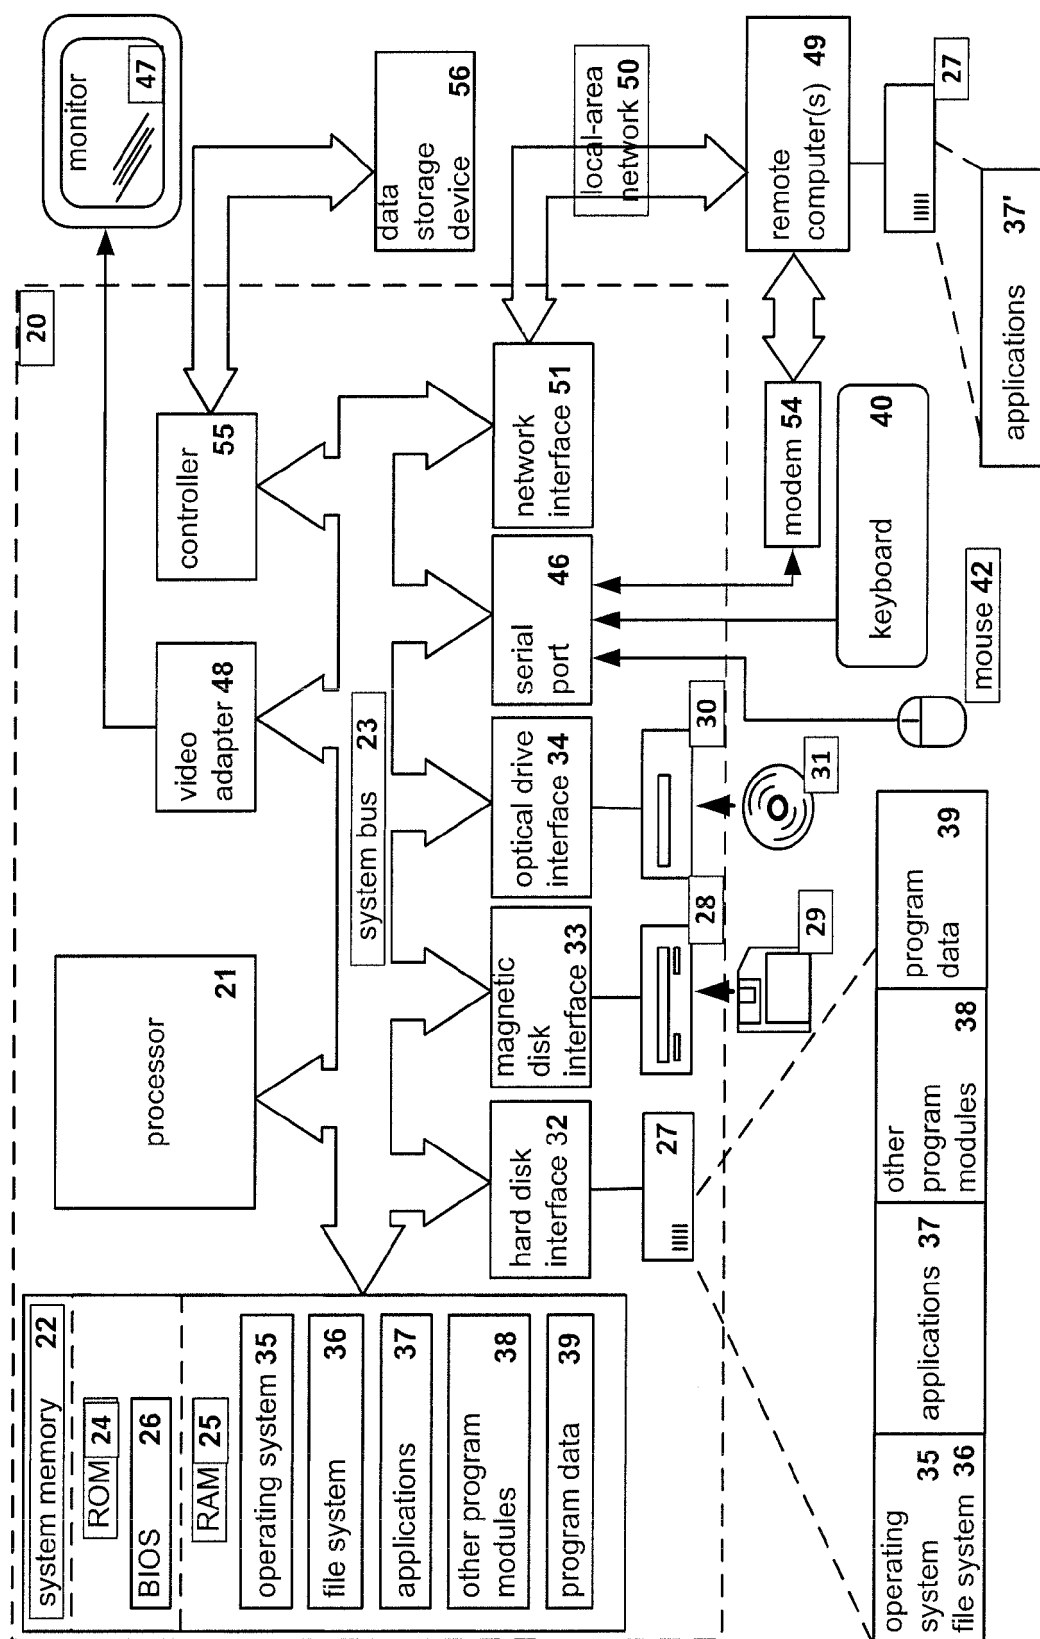 system memory 22
ROM 24
BIOS 26
RAM 25
operating system 35
file system 36
applications 37
other program
modules 38
program data 39
processor
21
video
adapter 48
controller
55
monitor
47
20
system bus 23
data
storage
device
56
hard disk
interface 32
magnetic
disk
interface 33
optical drive
interface 34
serial
port
46
network
interface 51
local-area
network 50
27
28
30
29
31
mouse 42
keyboard
40
modem 54
remote
computer(s) 49
27
applications 37'
operating
system 35
file system 36
applications 37
other
program
modules
38
program
data
39